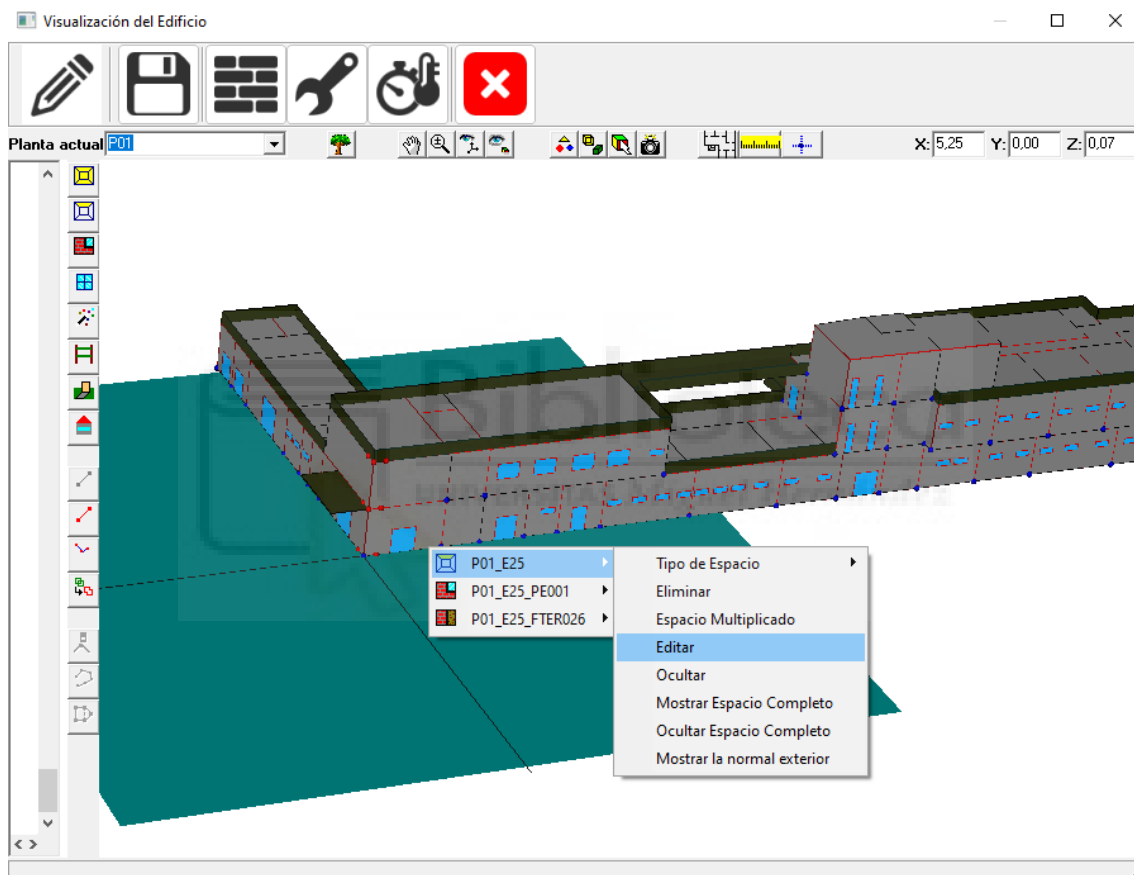 Visualización del Edificio
Planta actual P01
X: 5,25 Y: 0,00 Z: 0,07
Biblioteca
P01_E25
P01_E25_PE001
P01_E25_FTER026
Tipo de Espacio
Eliminar
Espacio Multiplicado
Editar
Ocultar
Mostrar Espacio Completo
Ocultar Espacio Completo
Mostrar la normal exterior